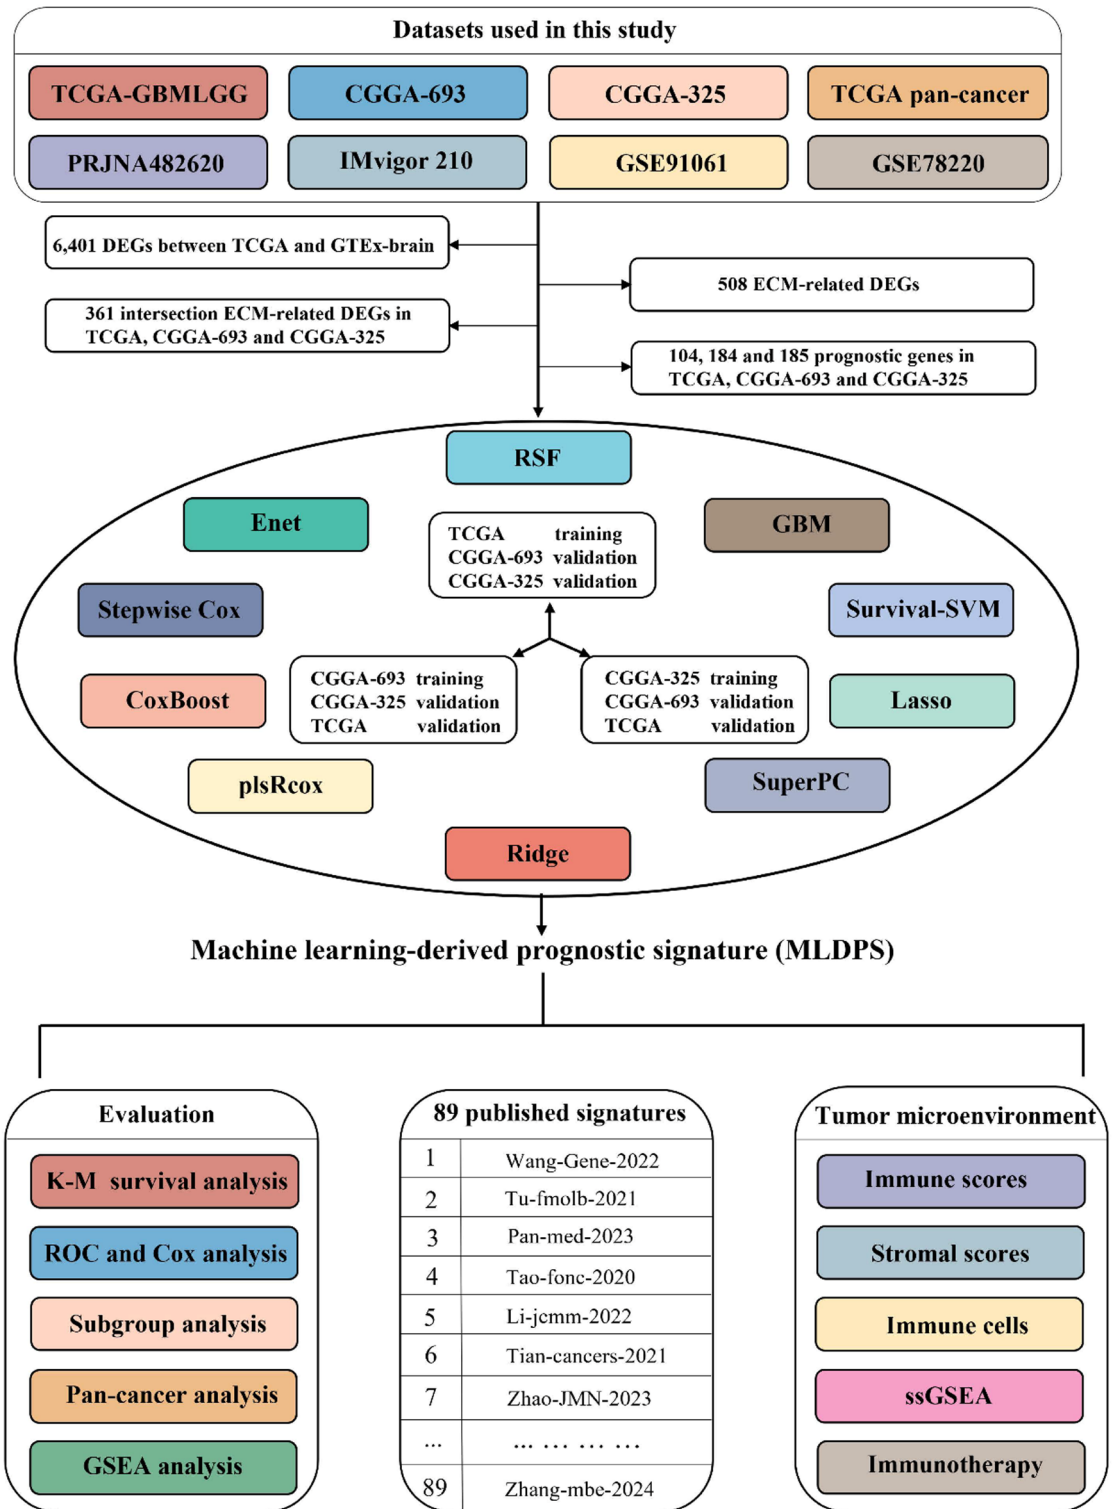 Datasets used in this study
TCGA-GBMLGG
CGGA-693
CGGA-325
TCGA pan-cancer
PRJNA482620
IMvigor 210
GSE91061
GSE78220
6,401 DEGs between TCGA and GTEx-brain
508 ECM-related DEGs
361 intersection ECM-related DEGs in
TCGA, CGGA-693 and CGGA-325
104, 184 and 185 prognostic genes in
TCGA, CGGA-693 and CGGA-325
RSF
Enet
GBM
TCGA training
CGGA-693 validation
CGGA-325 validation
Stepwise Cox
Survival-SVM
CGGA-693 training
CGGA-325 validation
TCGA validation
CGGA-325 training
CGGA-693 validation
TCGA validation
CoxBoost
Lasso
plsRcox
SuperPC
Ridge
Machine learning-derived prognostic signature (MLDPS)
Evaluation
K-M survival analysis
ROC and Cox analysis
Subgroup analysis
Pan-cancer analysis
GSEA analysis
89 published signatures
1 Wang-Gene-2022
2 Tu-fmolb-2021
3 Pan-med-2023
4 Tao-fonc-2020
5 Li-jcmm-2022
6 Tian-cancers-2021
7 Zhao-JMN-2023
... ... ... ... ...
89 Zhang-mbe-2024
Tumor microenvironment
Immune scores
Stromal scores
Immune cells
ssGSEA
Immunotherapy